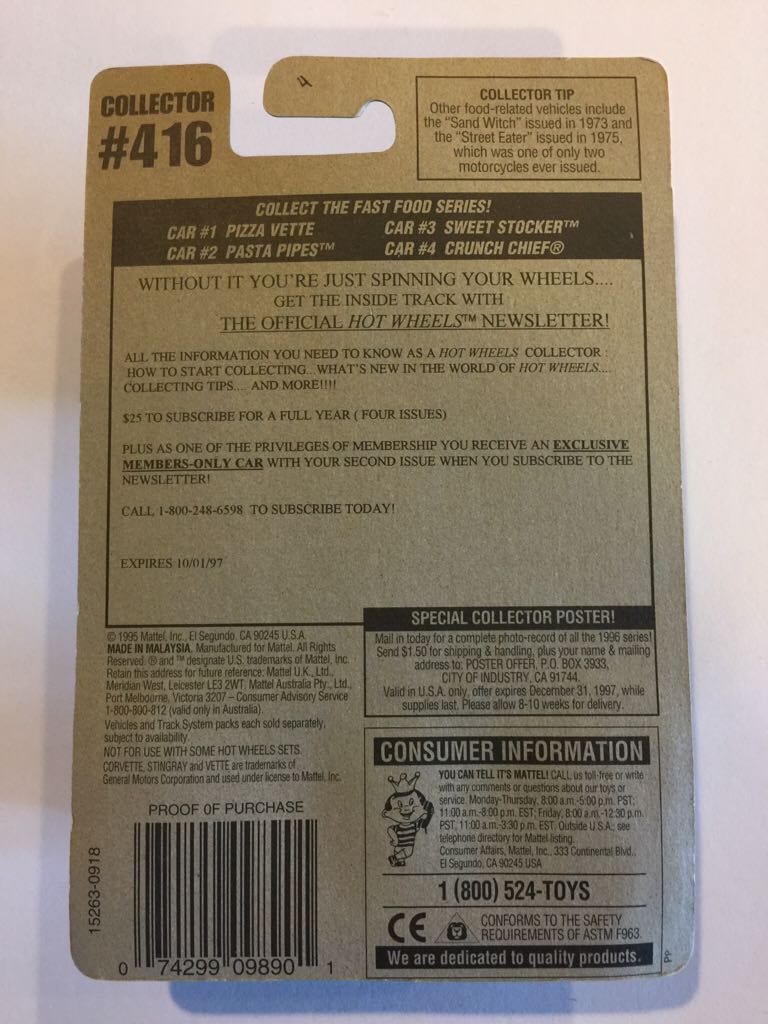 4
COLLECTOR
#416
COLLECTOR TIP
Other food-related vehicles include
the "Sand Witch" issued in 1973 and
the "Street Eater" issued in 1975,
which was one of only two
motorcycles ever issued.
COLLECT THE FAST FOOD SERIES!
CAR #1 PIZZA VETTE
CAR #3 SWEET STOCKER™
CAR #2 PASTA PIPES™
CAR #4 CRUNCH CHIEF®
WITHOUT IT YOU'RE JUST SPINNING YOUR WHEELS....
GET THE INSIDE TRACK WITH
THE OFFICIAL HOT WHEELS™ NEWSLETTER!
ALL THE INFORMATION YOU NEED TO KNOW AS A HOT WHEELS COLLECTOR :
HOW TO START COLLECTING... WHAT'S NEW IN THE WORLD OF HOT WHEELS....
COLLECTING TIPS.... AND MORE!!!!
$25 TO SUBSCRIBE FOR A FULL YEAR ( FOUR ISSUES)
PLUS AS ONE OF THE PRIVILEGES OF MEMBERSHIP YOU RECEIVE AN EXCLUSIVE
MEMBERS-ONLY CAR WITH YOUR SECOND ISSUE WHEN YOU SUBSCRIBE TO THE
NEWSLETTER!
CALL 1-800-248-6598 TO SUBSCRIBE TODAY!
EXPIRES 10/01/97
© 1995 Mattel, Inc., El Segundo, CA 90245 U.S.A.
MADE IN MALAYSIA. Manufactured for Mattel. All Rights
Reserved. ® and ™ designate U.S. trademarks of Mattel, Inc.
Retain this address for future reference: Mattel U.K., Ltd.,
Meridian West, Leicester LE3 2WT. Mattel Australia Pty., Ltd.,
Port Melbourne, Victoria 3207 – Consumer Advisory Service
1-800-800-812 (valid only in Australia).
Vehicles and Track System packs each sold separately,
subject to availability.
NOT FOR USE WITH SOME HOT WHEELS SETS.
CORVETTE, STINGRAY and VETTE are trademarks of
General Motors Corporation and used under license to Mattel, Inc.
SPECIAL COLLECTOR POSTER!
Mail in today for a complete photo-record of all the 1996 series!
Send $1.50 for shipping & handling, plus your name & mailing
address to: POSTER OFFER, P.O. BOX 3933,
CITY OF INDUSTRY, CA 91744.
Valid in U.S.A. only, offer expires December 31, 1997, while
supplies last. Please allow 8-10 weeks for delivery.
CONSUMER INFORMATION
YOU CAN TELL IT'S MATTEL! CALL us toll-free or write
with any comments or questions about our toys or
service. Monday-Thursday, 8:00 a.m.-5:00 p.m. PST;
11:00 a.m.-8:00 p.m. EST; Friday, 8:00 a.m.-12:30 p.m.
PST, 11:00 a.m.-3:30 p.m. EST. Outside U.S.A., see
telephone directory for Mattel listing.
Consumer Affairs, Mattel, Inc., 333 Continental Blvd.,
El Segundo, CA 90245 USA
1 (800) 524-TOYS
CE
CONFORMS TO THE SAFETY
REQUIREMENTS OF ASTM F963.
We are dedicated to quality products.
PP
PROOF OF PURCHASE
15263-0918
0 74299 09890 1